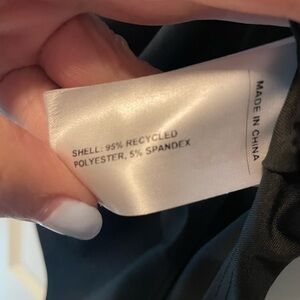 SHELL: 95% RECYCLED
POLYESTER, 5% SPANDEX
MADE IN CHINA